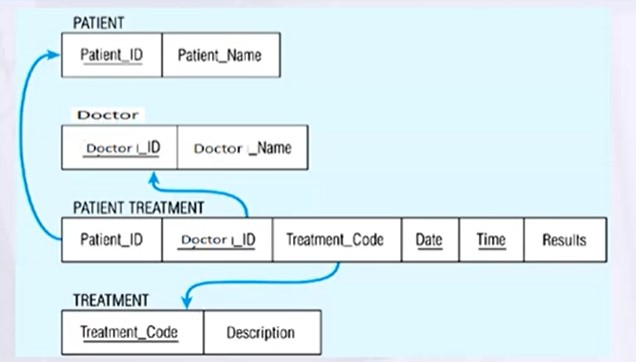 PATIENT
Patient_ID Patient_Name
Doctor
Doctor_ID Doctor_Name
PATIENT TREATMENT
Patient_ID Doctor_ID Treatment_Code Date Time Results
TREATMENT
Treatment_Code Description